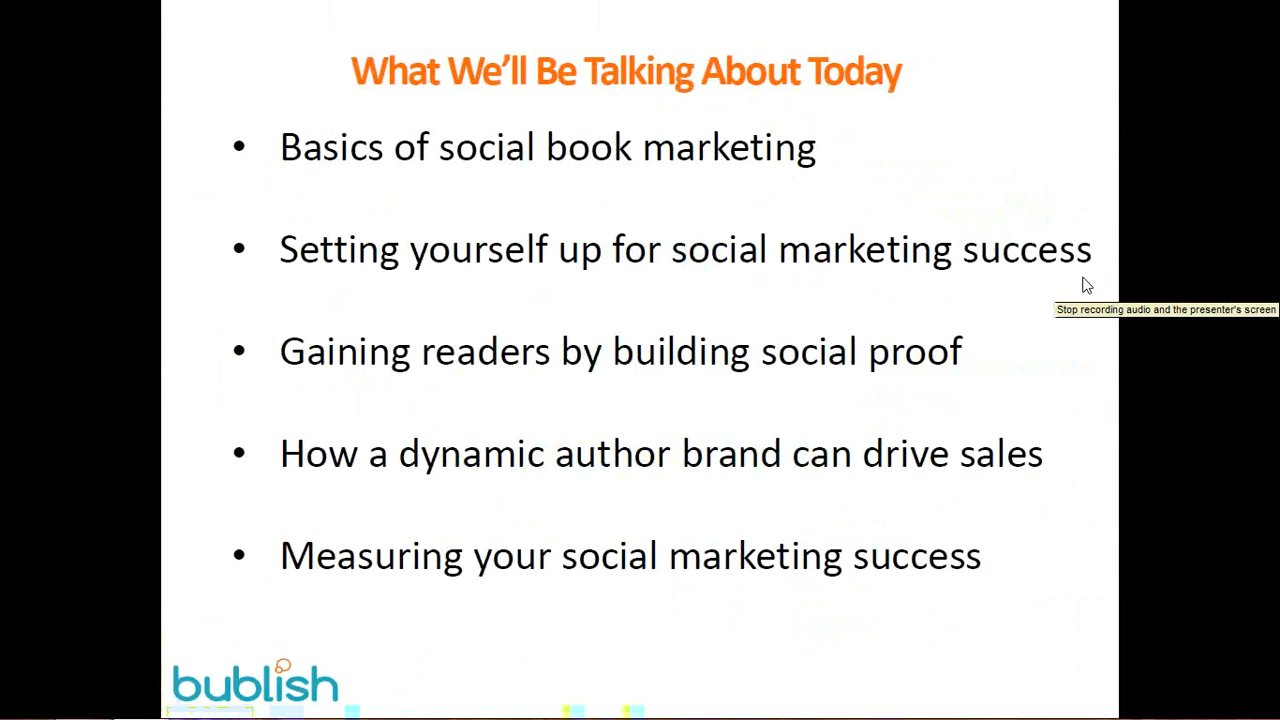 What We'll Be Talking About Today
• Basics of social book marketing
• Setting yourself up for social marketing success
Stop recording audio and the presenter's screen
• Gaining readers by building social proof
• How a dynamic author brand can drive sales
• Measuring your social marketing success
bublish